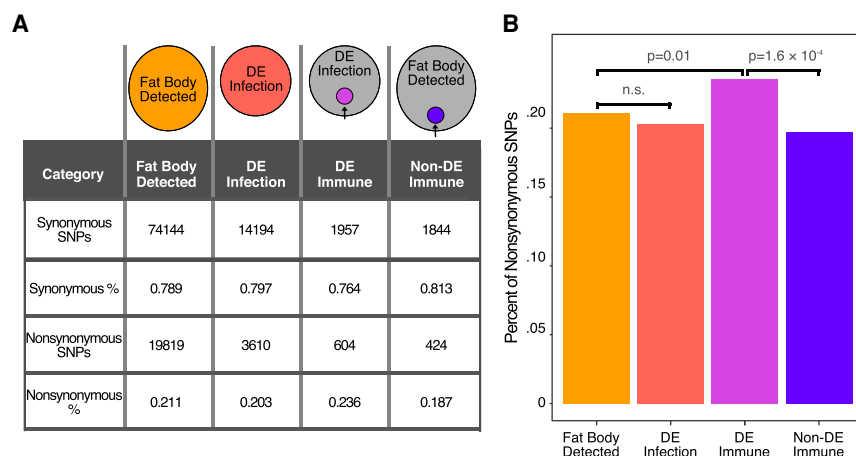 A
Fat Body
Detected
DE
Infection
DE
Infection
Fat Body
Detected
Category
Fat Body
Detected
DE
Infection
DE
Immune
Non-DE
Immune
Synonymous
SNPs
74144
14194
1957
1844
Synonymous %
0.789
0.797
0.764
0.813
Nonsynonymous
SNPs
19819
3610
604
424
Nonsynonymous
%
0.211
0.203
0.236
0.187
B
Percent of Nonsynonymous SNPs
.20
.15
.10
.05
0
p=0.01
p=1.6 × 10⁻⁴
n.s.
Fat Body
Detected
DE
Infection
DE
Immune
Non-DE
Immune